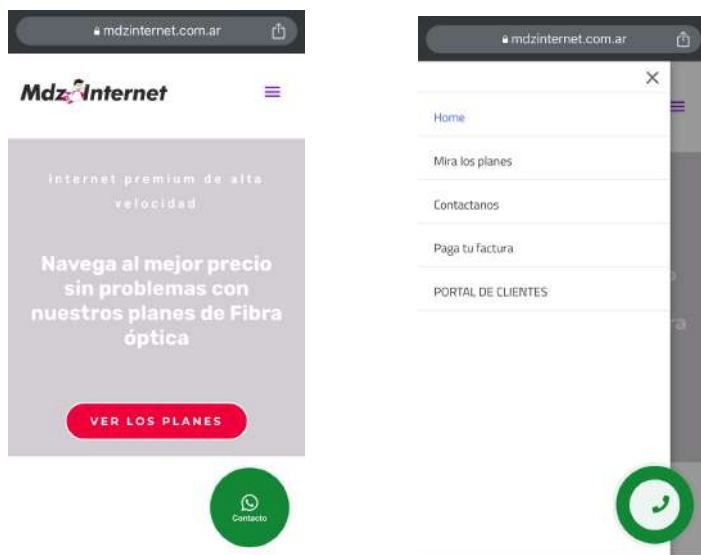 mdzinternet.com.ar
Mdz Internet
internet premium de alta
velocidad
Navega al mejor precio
sin problemas con
nuestros planes de Fibra
óptica
VER LOS PLANES
Contacto
mdzinternet.com.ar
Home
Mira los planes
Contactanos
Paga tu factura
PORTAL DE CLIENTES